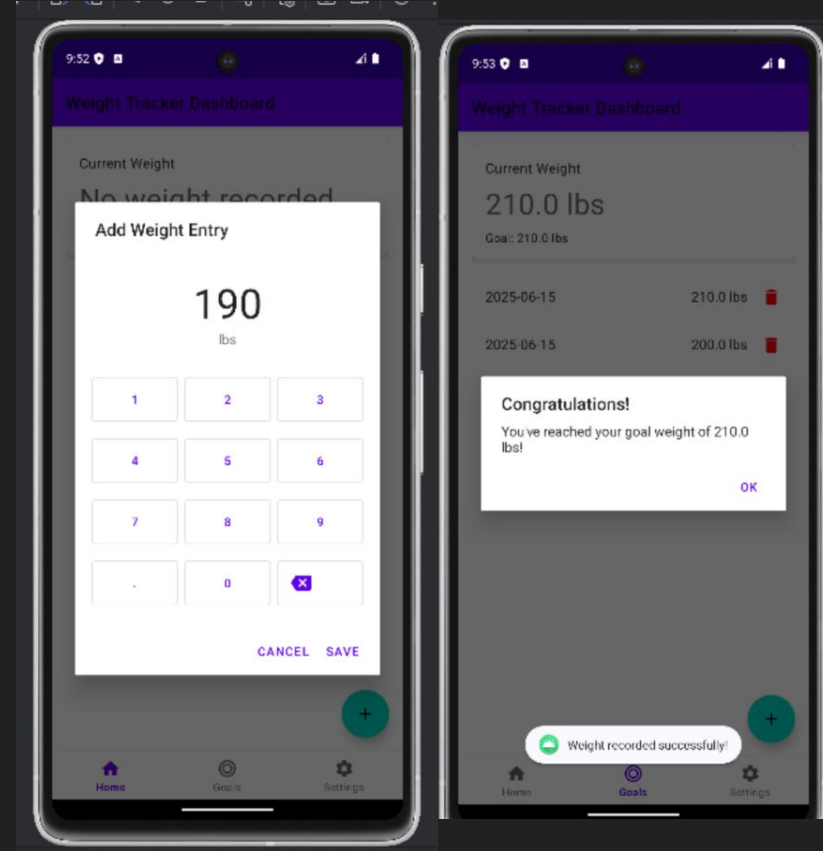 9:52
Weight Tracker Dashboard
Current Weight
No weight recorded
Add Weight Entry
190
lbs
1 2 3
4 5 6
7 8 9
. 0
CANCEL SAVE
+
Home Goals Settings
9:53
Weight Tracker Dashboard
Current Weight
210.0 lbs
Goal: 210.0 lbs
2025-06-15 210.0 lbs
2025-06-15 200.0 lbs
Congratulations!
You've reached your goal weight of 210.0
lbs!
OK
+
Weight recorded successfully!
Home Goals Settings